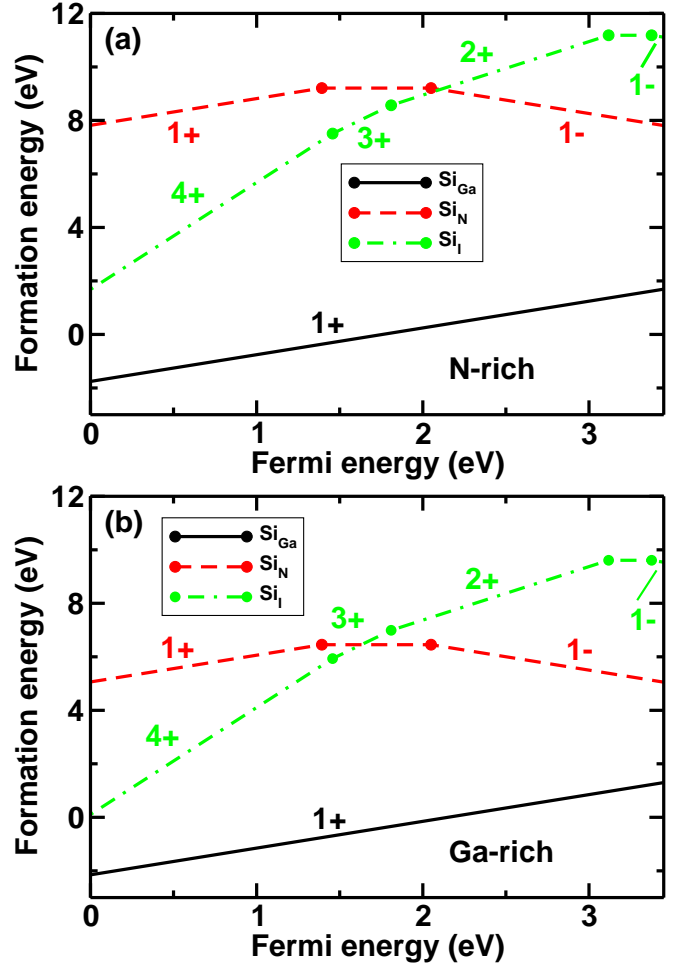 (a)
12
8
4
0
Formation energy (eV)
2+
1-
1+
3+
1-
4+
Si_Ga
Si_N
Si_I
1+
N-rich
0
1
2
3
Fermi energy (eV)
(b)
12
8
4
0
Formation energy (eV)
Si_Ga
Si_N
Si_I
2+
1-
3+
1+
1-
4+
1+
Ga-rich
0
1
2
3
Fermi energy (eV)